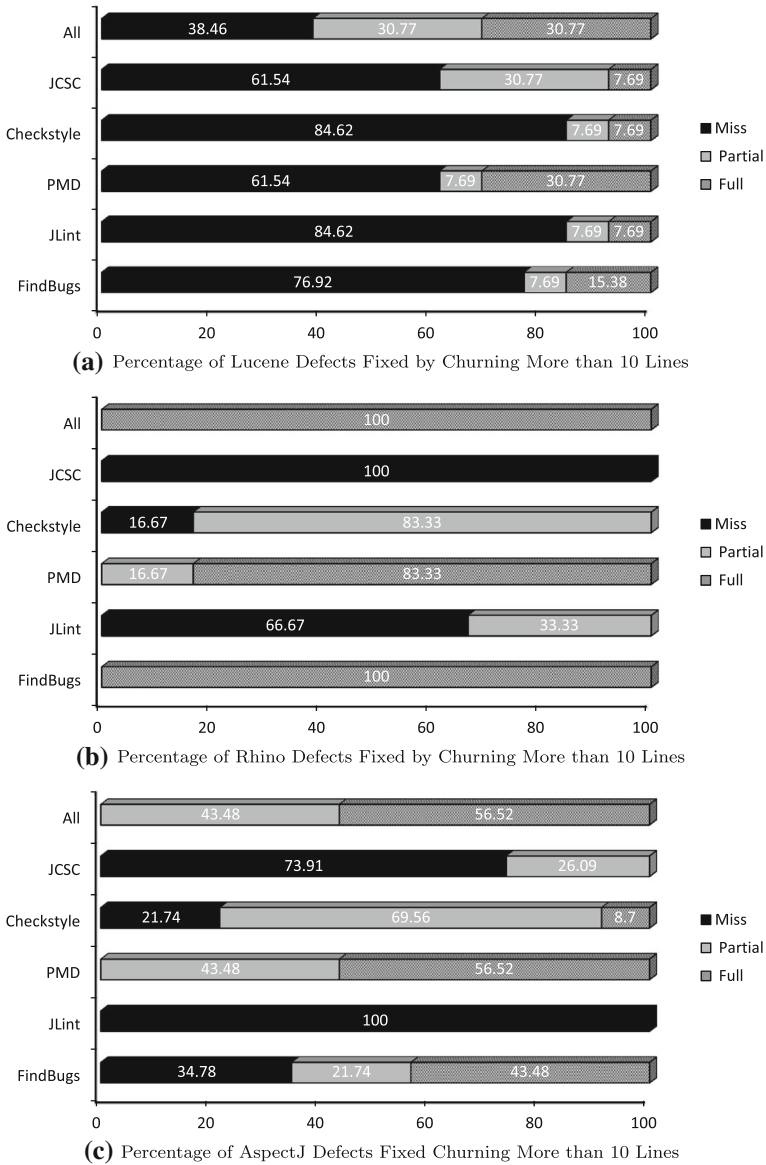 All 38.46 30.77 30.77
JCSC 61.54 30.77 7.69
Checkstyle 84.62 7.69 7.69
PMD 61.54 7.69 30.77
JLint 84.62 7.69 7.69
FindBugs 76.92 7.69 15.38
0 20 40 60 80 100
Miss
Partial
Full
(a) Percentage of Lucene Defects Fixed by Churning More than 10 Lines
All 100
JCSC 100
Checkstyle 16.67 83.33
PMD 16.67 83.33
JLint 66.67 33.33
FindBugs 100
0 20 40 60 80 100
Miss
Partial
Full
(b) Percentage of Rhino Defects Fixed by Churning More than 10 Lines
All 43.48 56.52
JCSC 73.91 26.09
Checkstyle 21.74 69.56 8.7
PMD 43.48 56.52
JLint 100
FindBugs 34.78 21.74 43.48
0 20 40 60 80 100
Miss
Partial
Full
(c) Percentage of AspectJ Defects Fixed Churning More than 10 Lines